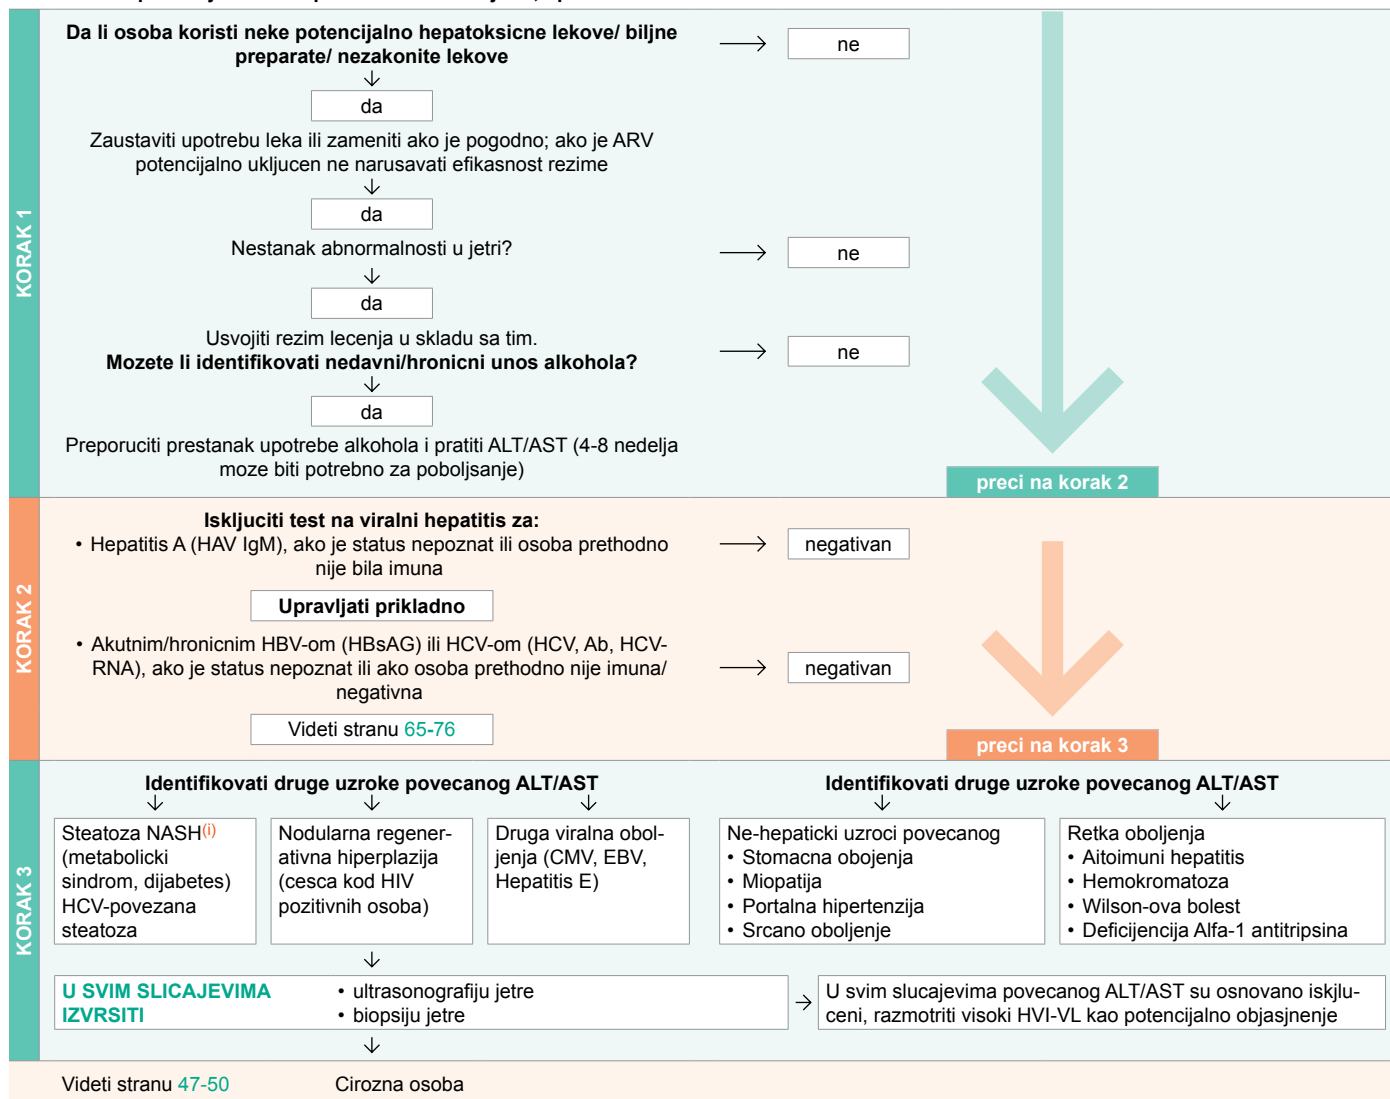 KORAK 1
Da li osoba koristi neke potencijalno hepatoksicne lekove/ biljne
preparate/ nezakonite lekove
ne
da
Zaustaviti upotrebu leka ili zameniti ako je pogodno; ako je ARV
potencijalno ukljucen ne narusavati efikasnost rezime
da
Nestanak abnormalnosti u jetri?
ne
da
Usvojiti rezim lecenja u skladu sa tim.
Mozete li identifikovati nedavni/hronicni unos alkohola?
ne
da
Preporuciti prestanak upotrebe alkohola i pratiti ALT/AST (4-8 nedelja
moze biti potrebno za poboljsanje)
preci na korak 2
KORAK 2
Iskljuciti test na viralni hepatitis za:
• Hepatitis A (HAV IgM), ako je status nepoznat ili osoba prethodno
nije bila imuna
negativan
Upravljati prikladno
• Akutnim/hronicnim HBV-om (HBsAG) ili HCV-om (HCV, Ab, HCV-
RNA), ako je status nepoznat ili ako osoba prethodno nije imuna/
negativna
negativan
Videti stranu 65-76
preci na korak 3
KORAK 3
Identifikovati druge uzroke povecanog ALT/AST
Steatoza NASH(i)
(metabolicki
sindrom, dijabetes)
HCV-povezana
steatoza
Nodularna regener-
ativna hiperplazija
(cesca kod HIV
pozitivnih osoba)
Druga viralna obol-
jenja (CMV, EBV,
Hepatitis E)
Identifikovati druge uzroke povecanog ALT/AST
Ne-hepaticki uzroci povecanog
• Stomacna obojenja
• Miopatija
• Portalna hipertenzija
• Srcano oboljenje
Retka oboljenja
• Aitoimuni hepatitis
• Hemokromatoza
• Wilson-ova bolest
• Deficijencija Alfa-1 antitripsina
U SVIM SLICAJEVIMA
IZVRSITI
• ultrasonografiju jetre
• biopsiju jetre
U svim slucajevima povecanog ALT/AST su osnovano iskjlu-
ceni, razmotriti visoki HVI-VL kao potencijalno objasnjenje
Videti stranu 47-50
Cirozna osoba